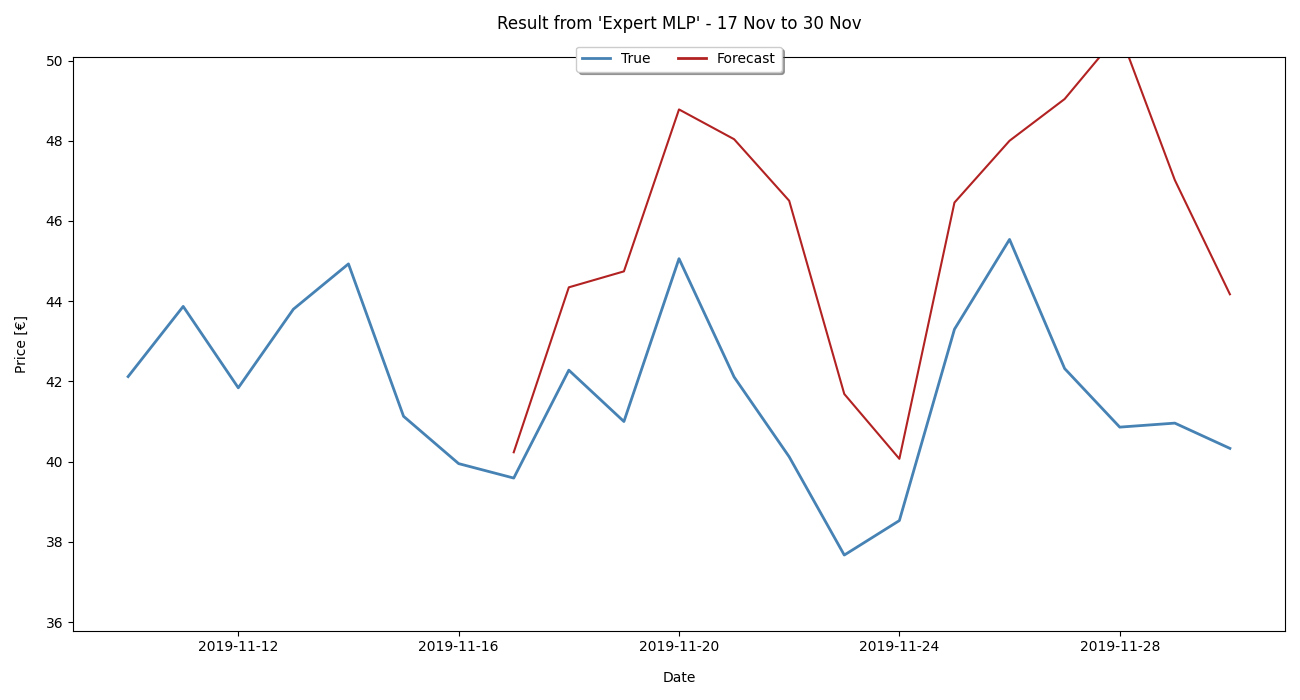 Result from 'Expert MLP' - 17 Nov to 30 Nov
True Forecast
50
48
46
44
42
40
38
36
Price [€]
2019-11-12 2019-11-16 2019-11-20 2019-11-24 2019-11-28
Date